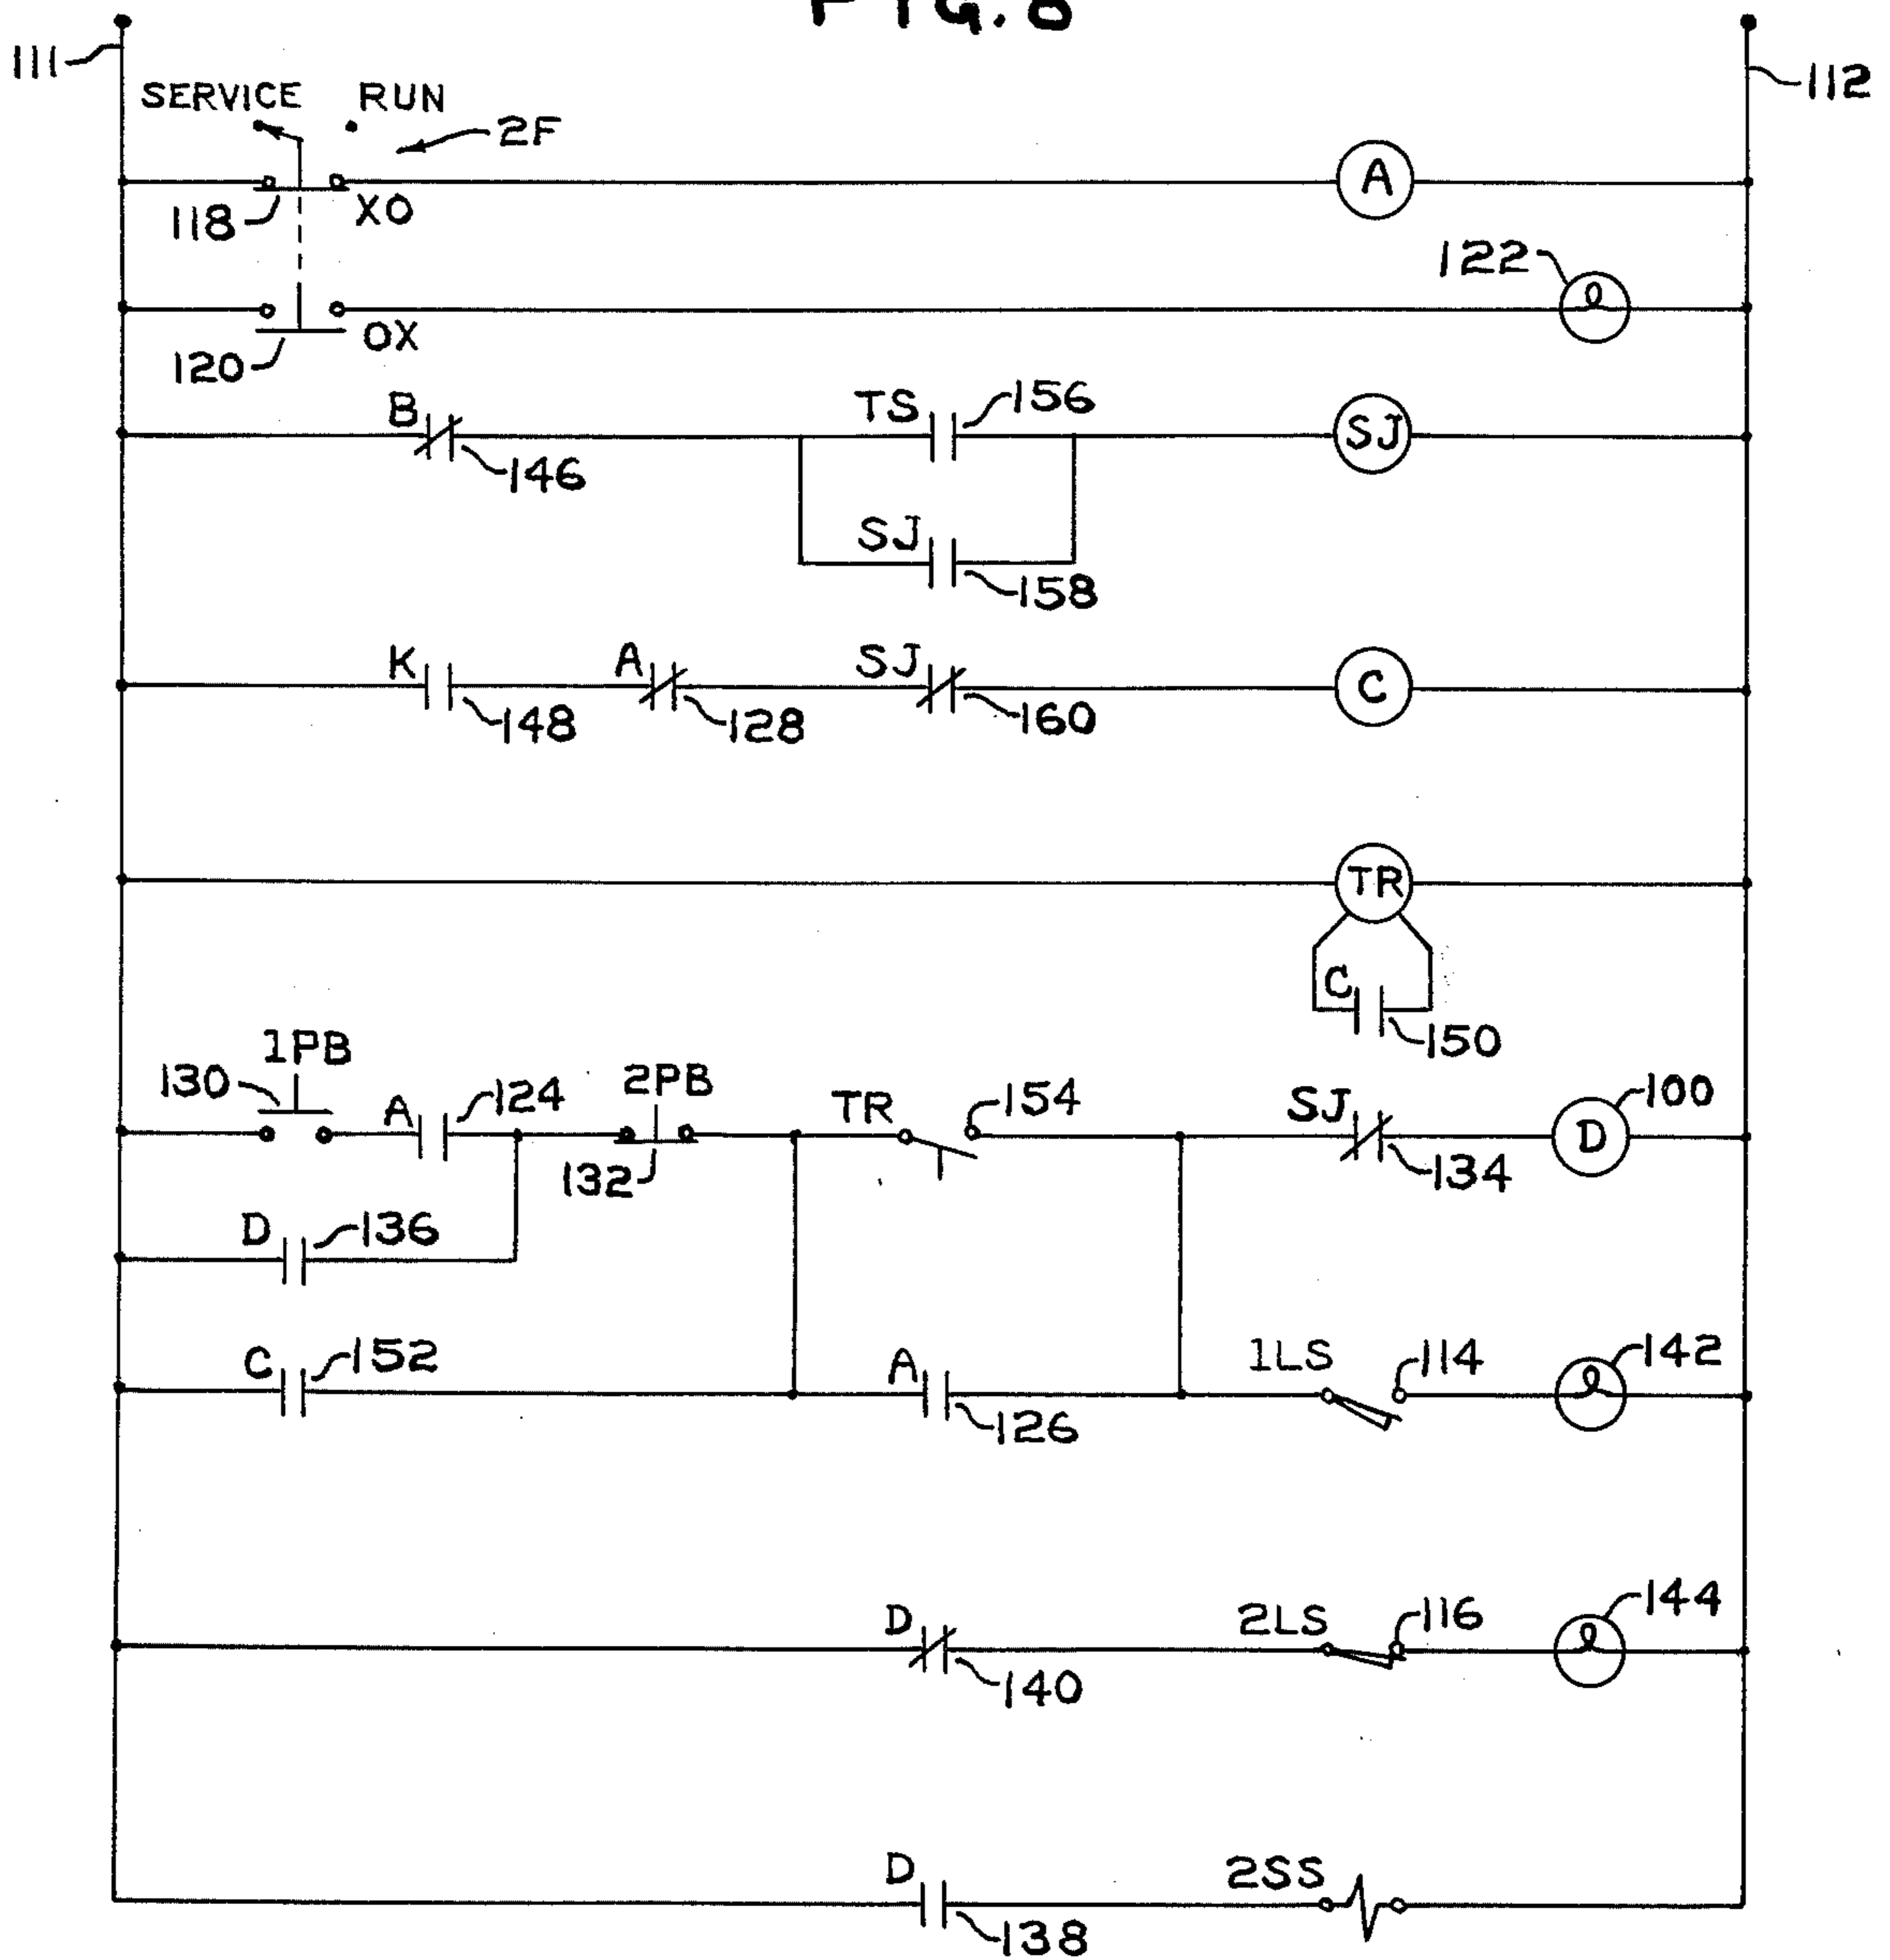 FIG. 8
111
112
SERVICE RUN
2F
118
XO
A
122
120
OX
B
146
TS
156
SJ
SJ
158
K
148
A
128
SJ
160
C
TR
C
150
1PB
130
A
124
2PB
132
TR
154
SJ
134
100
D
D
136
C
152
A
126
1LS
114
142
D
140
2LS
116
144
D
138
2SS